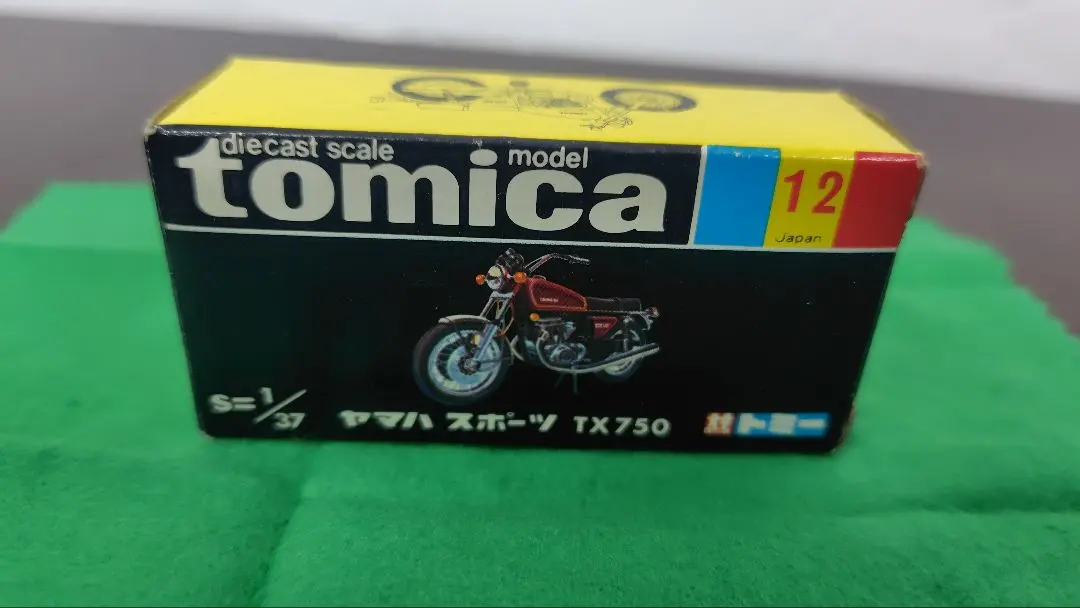 diecast scale model
tomica
12
Japan
S=1/37
ヤマハ スポーツ TX750
トミー